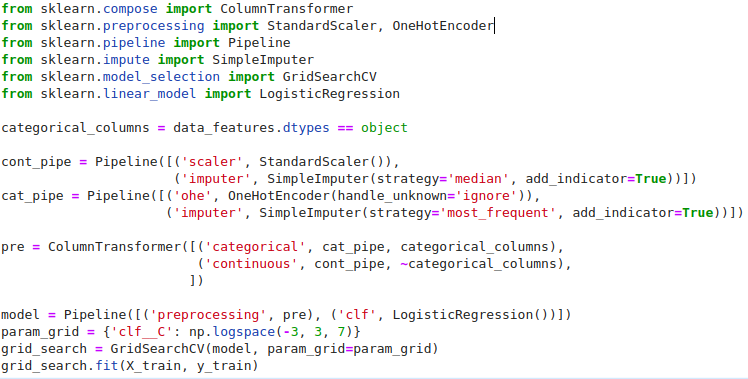 from sklearn.compose import ColumnTransformer
from sklearn.preprocessing import StandardScaler, OneHotEncoder
from sklearn.pipeline import Pipeline
from sklearn.impute import SimpleImputer
from sklearn.model_selection import GridSearchCV
from sklearn.linear_model import LogisticRegression

categorical_columns = data_features.dtypes == object

cont_pipe = Pipeline([('scaler', StandardScaler()),
                      ('imputer', SimpleImputer(strategy='median', add_indicator=True))])
cat_pipe = Pipeline([('ohe', OneHotEncoder(handle_unknown='ignore')),
                     ('imputer', SimpleImputer(strategy='most_frequent', add_indicator=True))])

pre = ColumnTransformer([('categorical', cat_pipe, categorical_columns),
                         ('continuous', cont_pipe, ~categorical_columns),
                        ])

model = Pipeline([('preprocessing', pre), ('clf', LogisticRegression())])
param_grid = {'clf__C': np.logspace(-3, 3, 7)}
grid_search = GridSearchCV(model, param_grid=param_grid)
grid_search.fit(X_train, y_train)